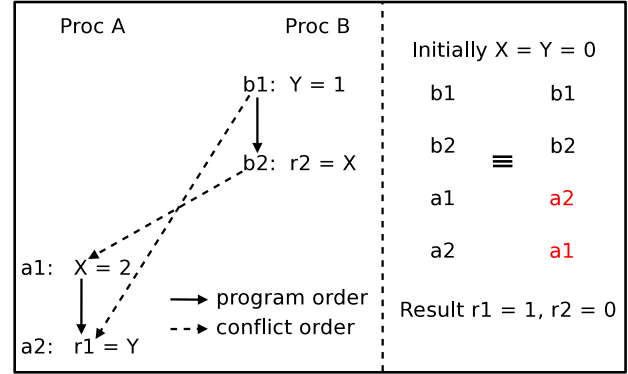 Proc A
Proc B
b1: Y = 1
b2: r2 = X
a1: X = 2
a2: r1 = Y
program order
conflict order
Initially X = Y = 0
b1 b1
b2 ≡ b2
a1 a2
a2 a1
Result r1 = 1, r2 = 0